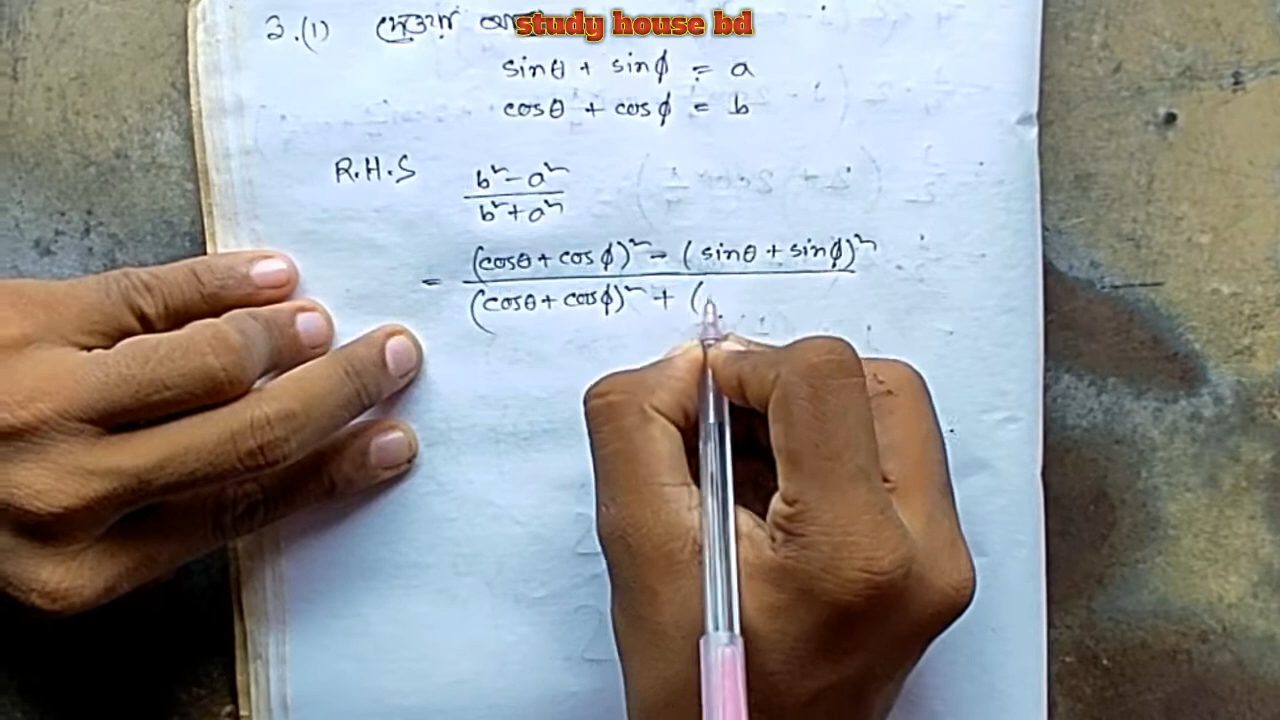 study house bd
3.(1) দেওয়া
sinθ + sinϕ = a
cosθ + cosϕ = b
R.H.S b² - a² / b² + a²
= (cosθ + cosϕ)² - (sinθ + sinϕ)²
(cosθ + cosϕ)² + (